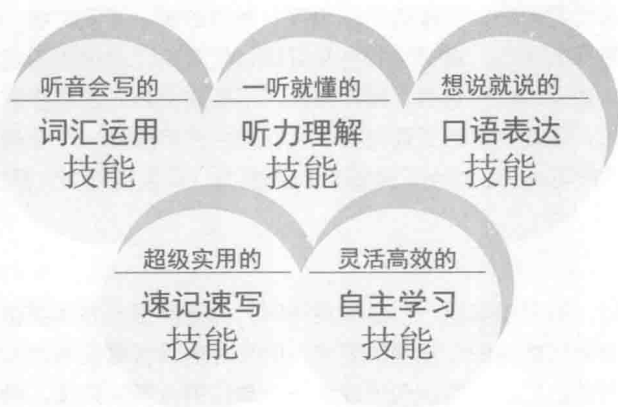 听音会写的
词汇运用
技能
一听就懂的
听力理解
技能
想说就说的
口语表达
技能
超级实用的
速记速写
技能
灵活高效的
自主学习
技能